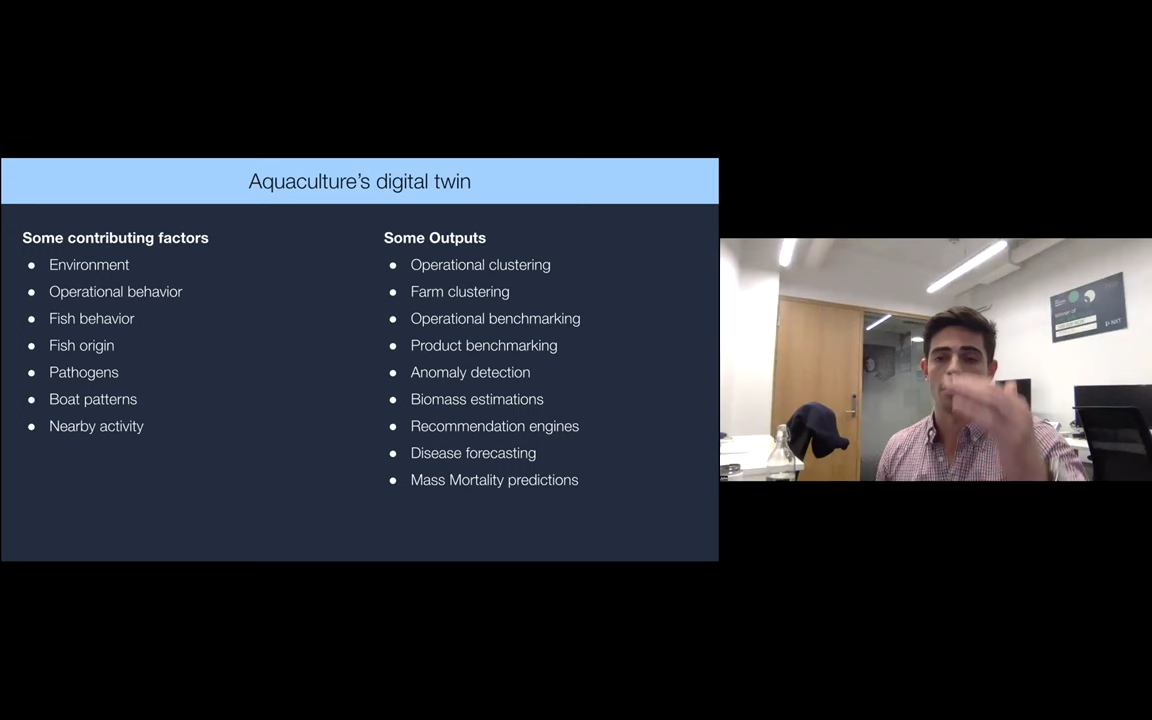 Aquaculture's digital twin
Some contributing factors
● Environment
● Operational behavior
● Fish behavior
● Fish origin
● Pathogens
● Boat patterns
● Nearby activity
Some Outputs
● Operational clustering
● Farm clustering
● Operational benchmarking
● Product benchmarking
● Anomaly detection
● Biomass estimations
● Recommendation engines
● Disease forecasting
● Mass Mortality predictions
NXT